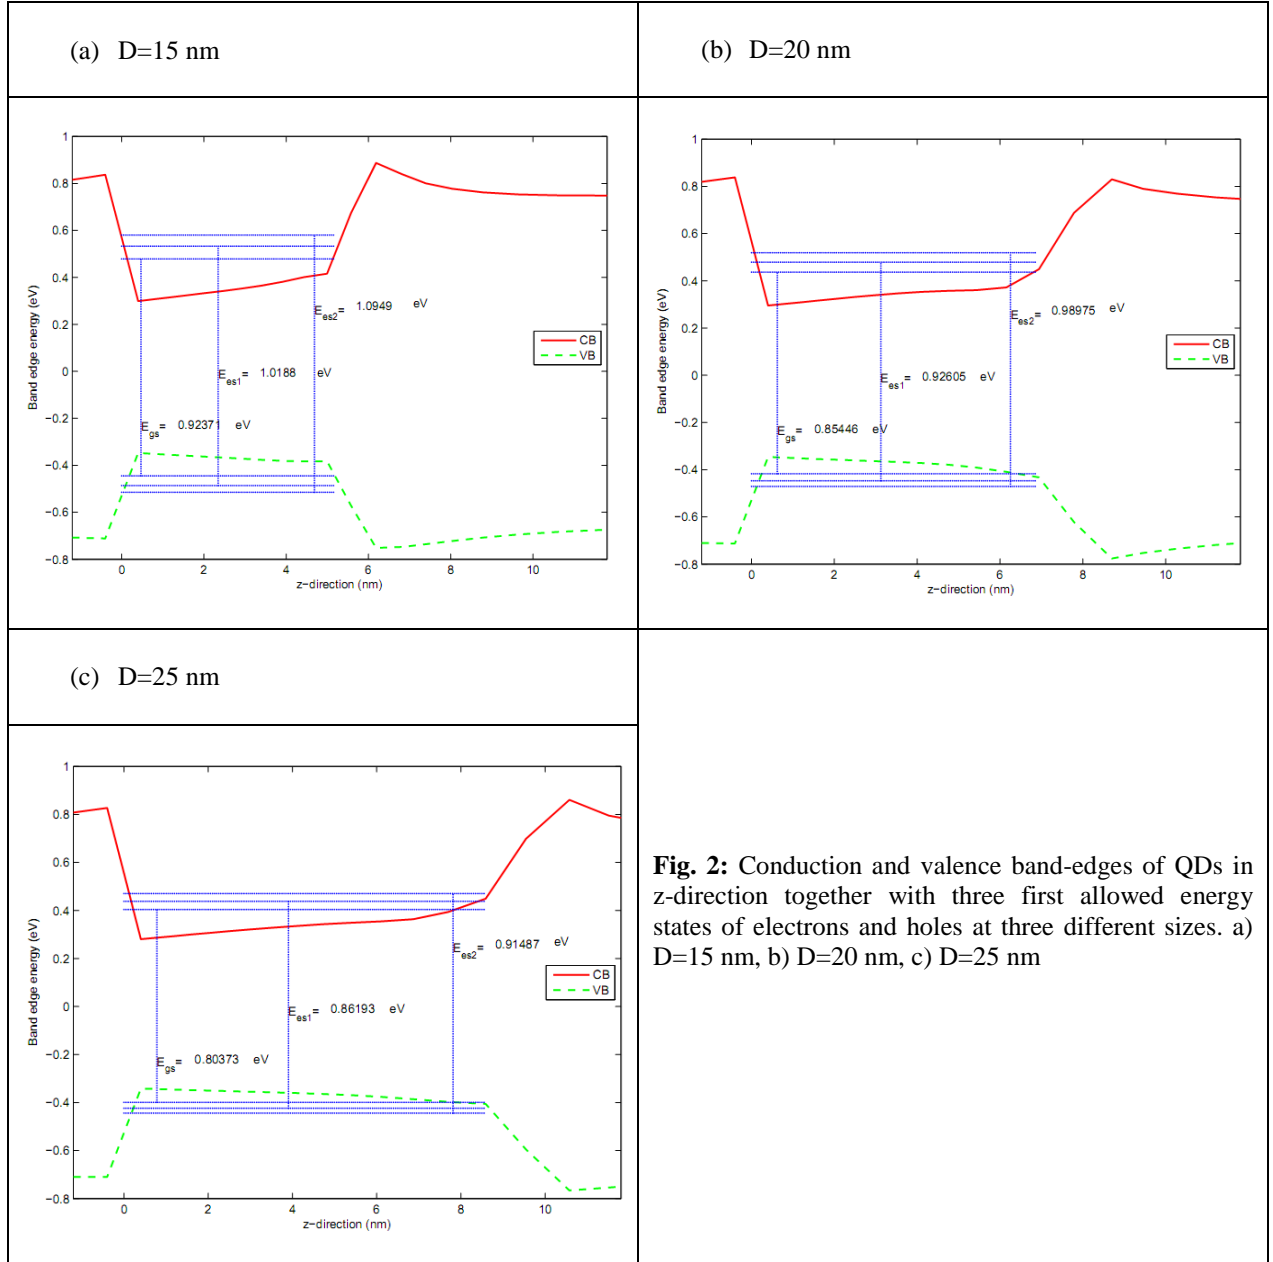 (a) D=15 nm
(b) D=20 nm
1
0.8
0.6
0.4
0.2
0
−0.2
−0.4
−0.6
−0.8
Band edge energy (eV)
E_es2= 1.0949 eV
E_es1= 1.0188 eV
E_gs= 0.92371 eV
CB
VB
0 2 4 6 8 10
z−direction (nm)
1
0.8
0.6
0.4
0.2
0
−0.2
−0.4
−0.6
−0.8
Band edge energy (eV)
E_es2= 0.98975 eV
E_es1= 0.92605 eV
E_gs= 0.85446 eV
CB
VB
0 2 4 6 8 10
z−direction (nm)
(c) D=25 nm
1
0.8
0.6
0.4
0.2
0
−0.2
−0.4
−0.6
−0.8
Band edge energy (eV)
E_es2= 0.91487 eV
E_es1= 0.86193 eV
E_gs= 0.80373 eV
CB
VB
0 2 4 6 8 10
z−direction (nm)
Fig. 2: Conduction and valence band-edges of QDs in
z-direction together with three first allowed energy
states of electrons and holes at three different sizes. a)
D=15 nm, b) D=20 nm, c) D=25 nm